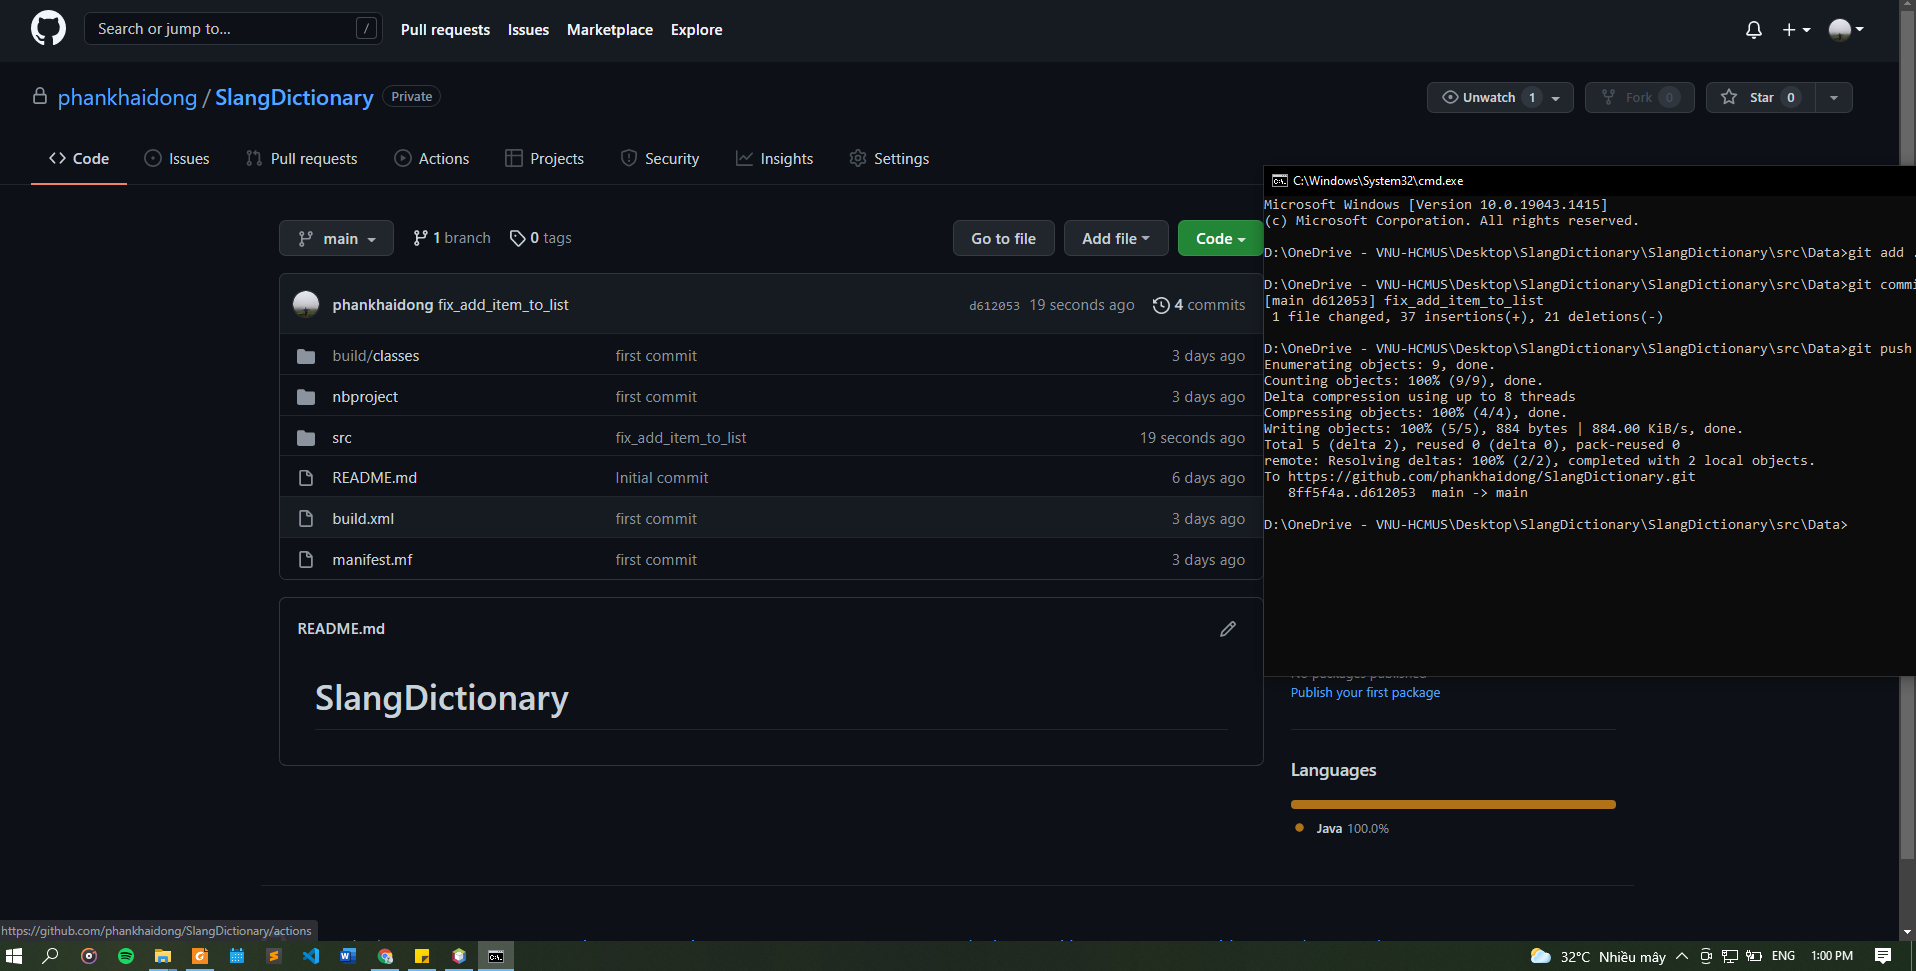 Search or jump to... /
Pull requests Issues Marketplace Explore
phankhaidong / SlangDictionary Private
Unwatch 1 Fork 0 Star 0
Code Issues Pull requests Actions Projects Security Insights Settings
main 1 branch 0 tags Go to file Add file Code
phankhaidong fix_add_item_to_list d612053 19 seconds ago 4 commits
build/classes first commit 3 days ago
nbproject first commit 3 days ago
src fix_add_item_to_list 19 seconds ago
README.md Initial commit 6 days ago
build.xml first commit 3 days ago
manifest.mf first commit 3 days ago
README.md
SlangDictionary
C:\Windows\System32\cmd.exe
Microsoft Windows [Version 10.0.19043.1415]
(c) Microsoft Corporation. All rights reserved.
D:\OneDrive - VNU-HCMUS\Desktop\SlangDictionary\SlangDictionary\src\Data>git add .
D:\OneDrive - VNU-HCMUS\Desktop\SlangDictionary\SlangDictionary\src\Data>git commi
[main d612053] fix_add_item_to_list
1 file changed, 37 insertions(+), 21 deletions(-)
D:\OneDrive - VNU-HCMUS\Desktop\SlangDictionary\SlangDictionary\src\Data>git push
Enumerating objects: 9, done.
Counting objects: 100% (9/9), done.
Delta compression using up to 8 threads
Compressing objects: 100% (4/4), done.
Writing objects: 100% (5/5), 884 bytes | 884.00 KiB/s, done.
Total 5 (delta 2), reused 0 (delta 0), pack-reused 0
remote: Resolving deltas: 100% (2/2), completed with 2 local objects.
To https://github.com/phankhaidong/SlangDictionary.git
8ff5f4a..d612053 main -> main
D:\OneDrive - VNU-HCMUS\Desktop\SlangDictionary\SlangDictionary\src\Data>
No packages published
Publish your first package
Languages
Java 100.0%
https://github.com/phankhaidong/SlangDictionary/actions
32°C Nhiều mây ENG 1:00 PM